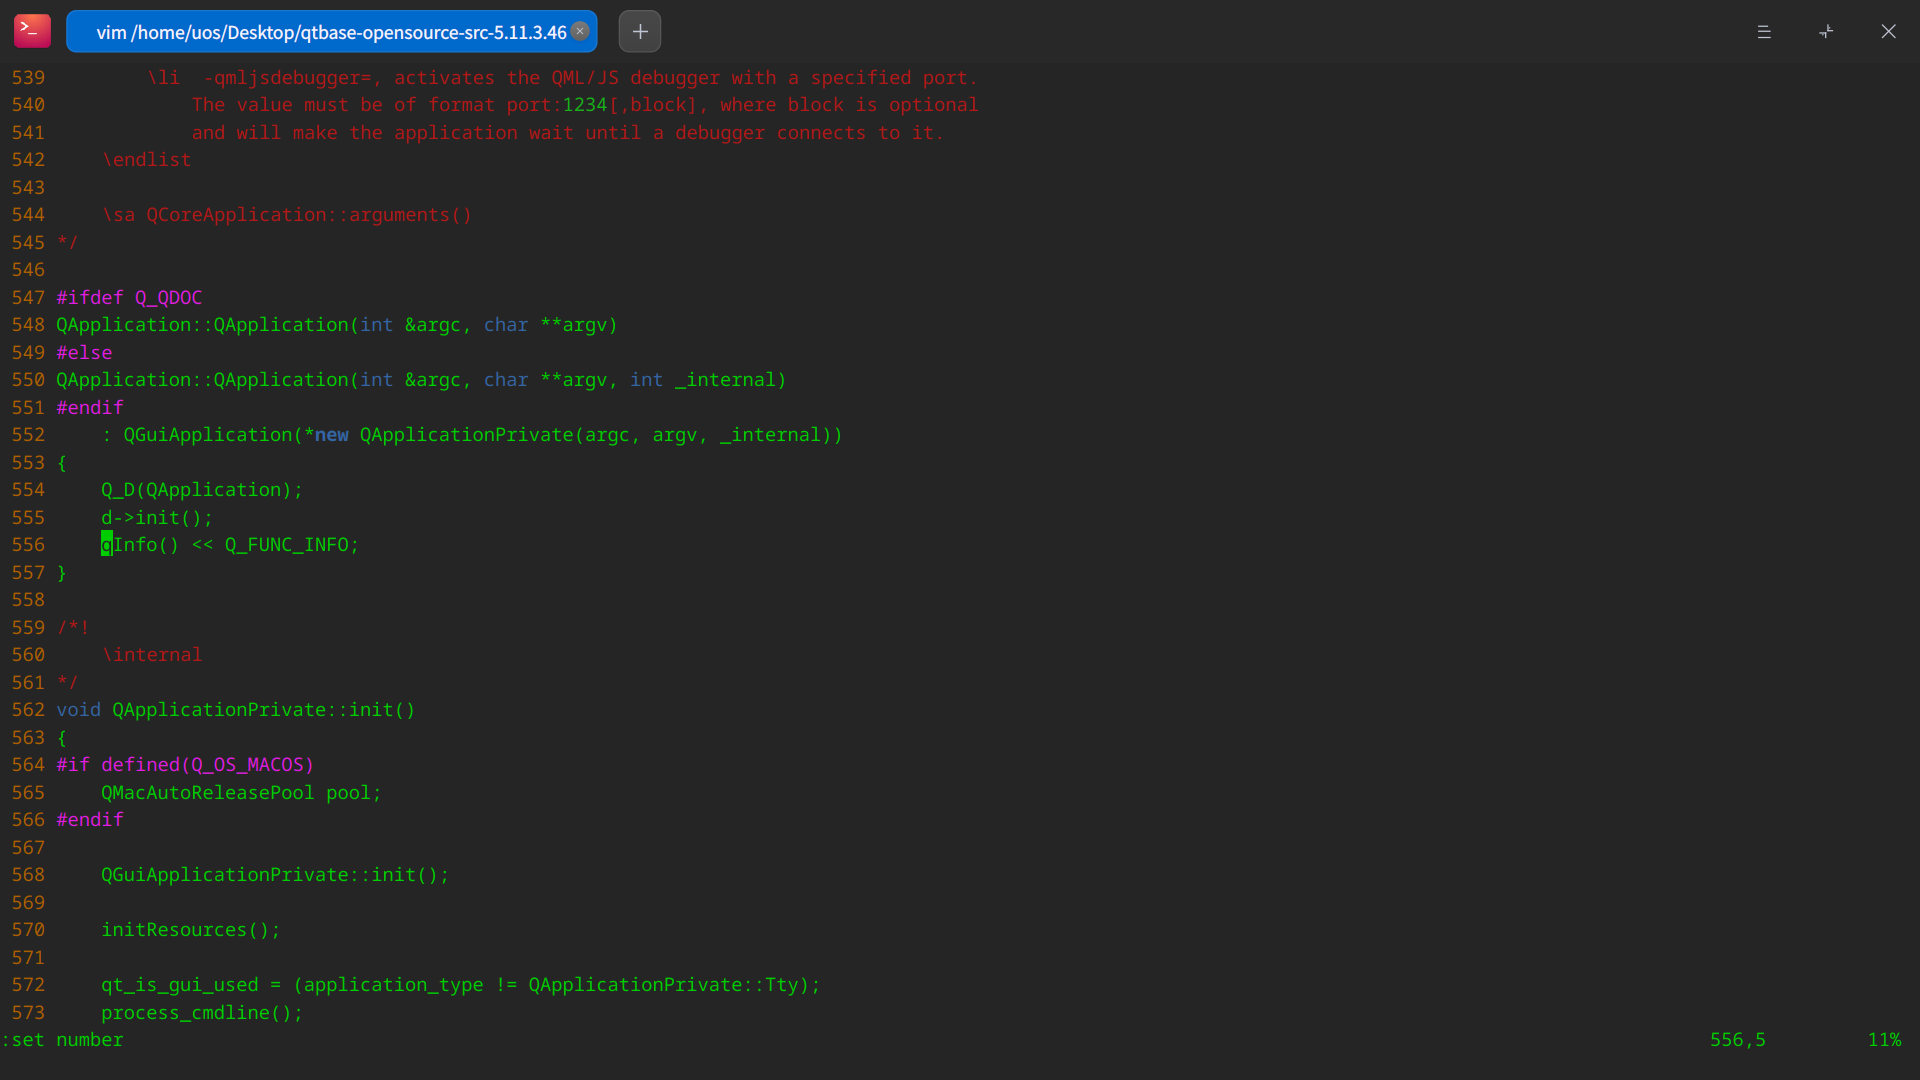 vim /home/uos/Desktop/qtbase-opensource-src-5.11.3.46
539         \li  -qmljsdebugger=, activates the QML/JS debugger with a specified port.
540             The value must be of format port:1234[,block], where block is optional
541             and will make the application wait until a debugger connects to it.
542     \endlist
543
544     \sa QCoreApplication::arguments()
545 */
546
547 #ifdef Q_QDOC
548 QApplication::QApplication(int &argc, char **argv)
549 #else
550 QApplication::QApplication(int &argc, char **argv, int _internal)
551 #endif
552     : QGuiApplication(*new QApplicationPrivate(argc, argv, _internal))
553 {
554     Q_D(QApplication);
555     d->init();
556     qInfo() << Q_FUNC_INFO;
557 }
558
559 /*!
560     \internal
561 */
562 void QApplicationPrivate::init()
563 {
564 #if defined(Q_OS_MACOS)
565     QMacAutoReleasePool pool;
566 #endif
567
568     QGuiApplicationPrivate::init();
569
570     initResources();
571
572     qt_is_gui_used = (application_type != QApplicationPrivate::Tty);
573     process_cmdline();
:set number 556,5 11%